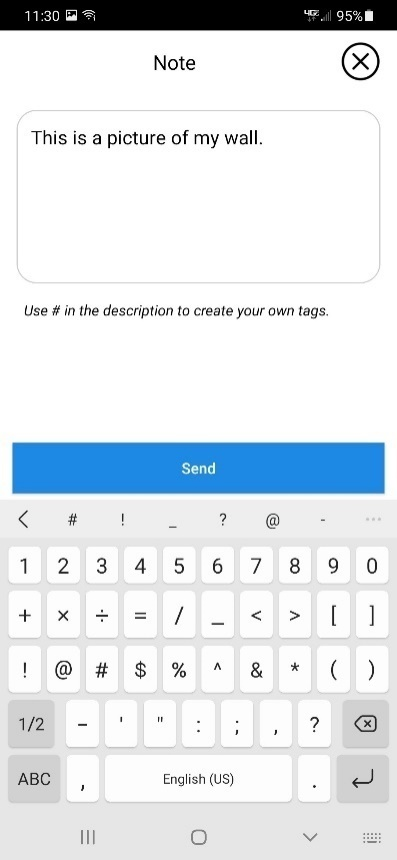 11:30 4G 95%
Note
This is a picture of my wall.
Use # in the description to create your own tags.
Send
# ! _ ? @ - ...
1 2 3 4 5 6 7 8 9 0
+ × ÷ = / _ < > [ ]
! @ # $ % ^ & * ( )
1/2 - ' " : ; , ?
ABC , English (US) .